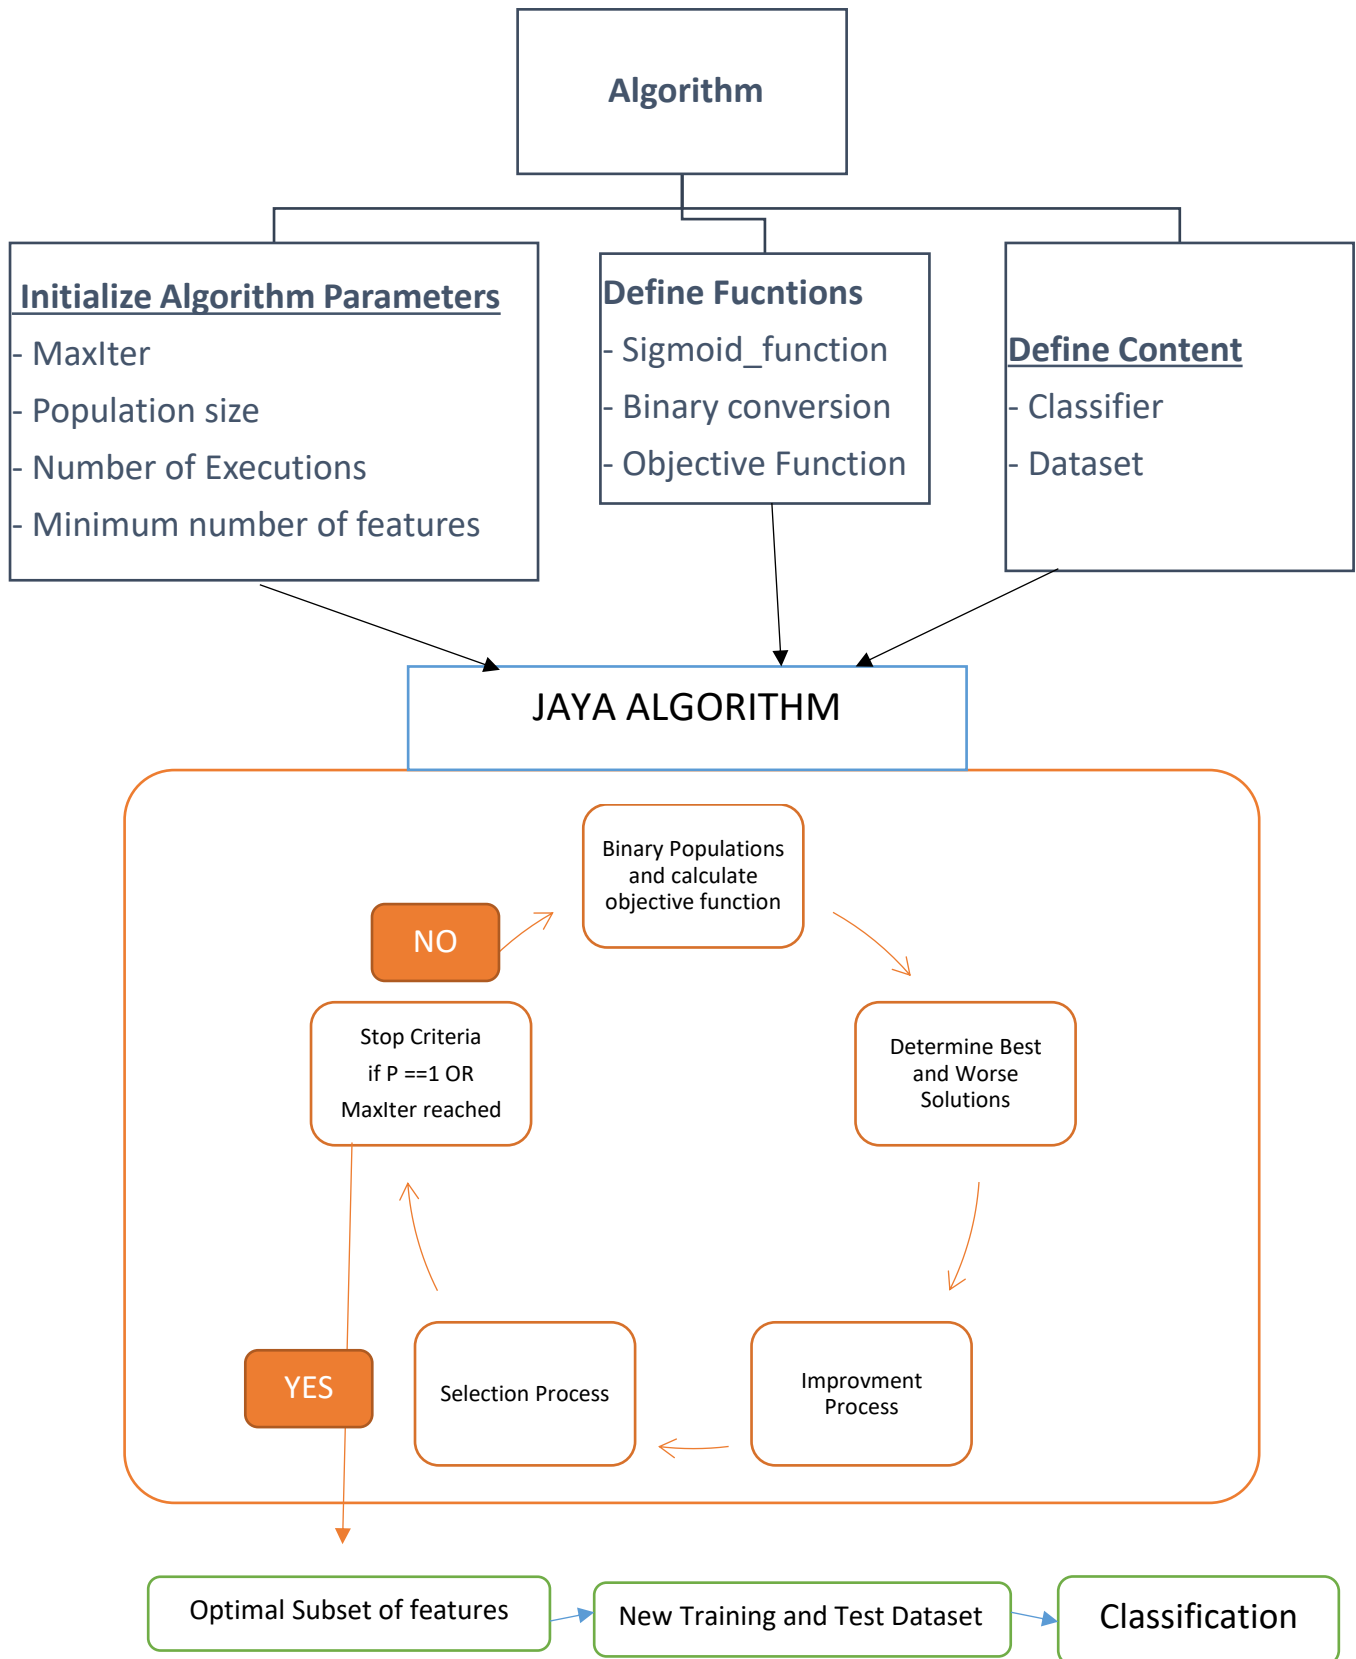 Algorithm
Initialize Algorithm Parameters
- MaxIter
- Population size
- Number of Executions
- Minimum number of features
Define Fucntions
- Sigmoid_function
- Binary conversion
- Objective Function
Define Content
- Classifier
- Dataset
JAYA ALGORITHM
Binary Populations
and calculate
objective function
NO
Stop Criteria
if P ==1 OR
MaxIter reached
Determine Best
and Worse
Solutions
YES
Selection Process
Improvment
Process
Optimal Subset of features
New Training and Test Dataset
Classification